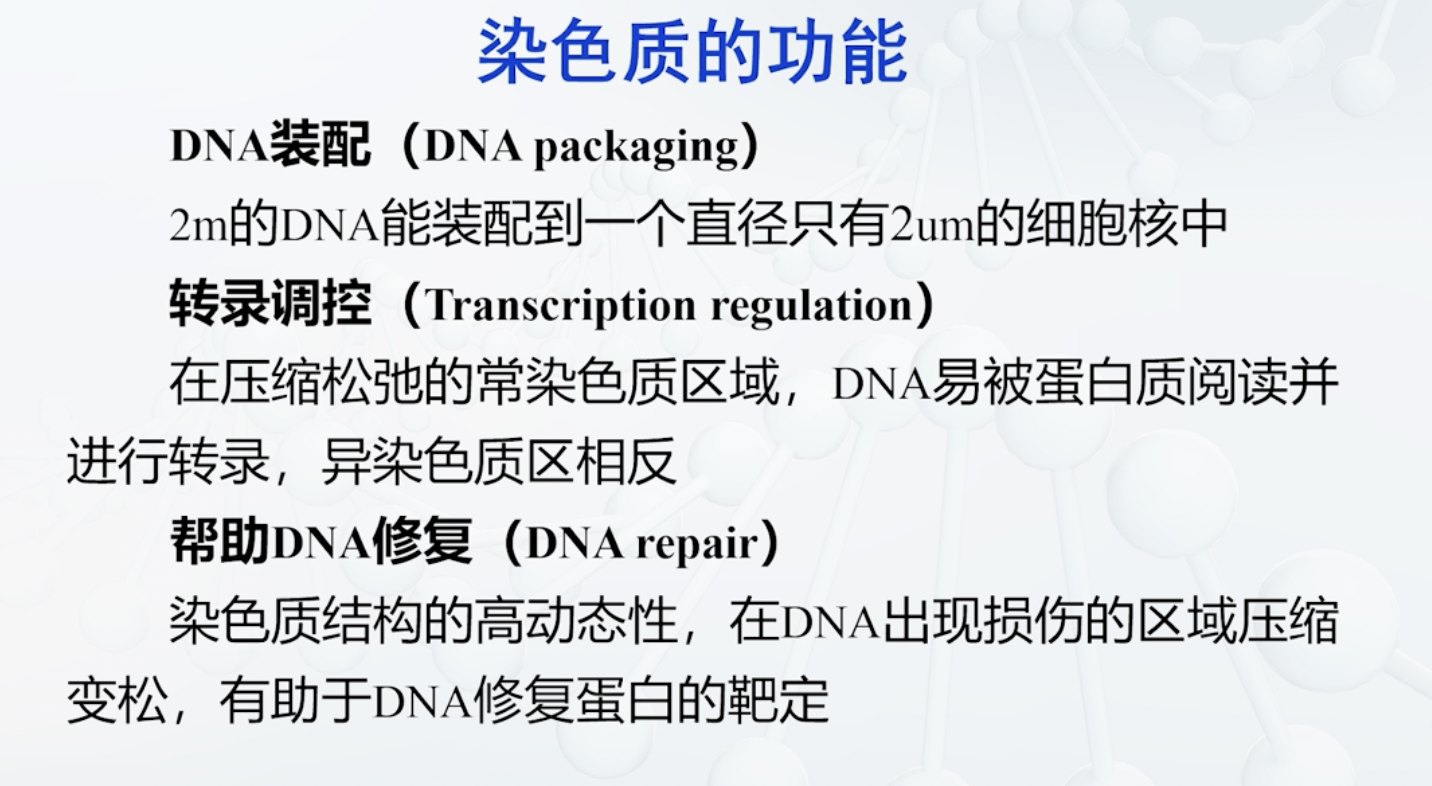 染色质的功能
DNA装配（DNA packaging）
2m的DNA能装配到一个直径只有2um的细胞核中
转录调控（Transcription regulation）
在压缩松弛的常染色质区域，DNA易被蛋白质阅读并
进行转录，异染色质区相反
帮助DNA修复（DNA repair）
染色质结构的高动态性，在DNA出现损伤的区域压缩
变松，有助于DNA修复蛋白的靶定